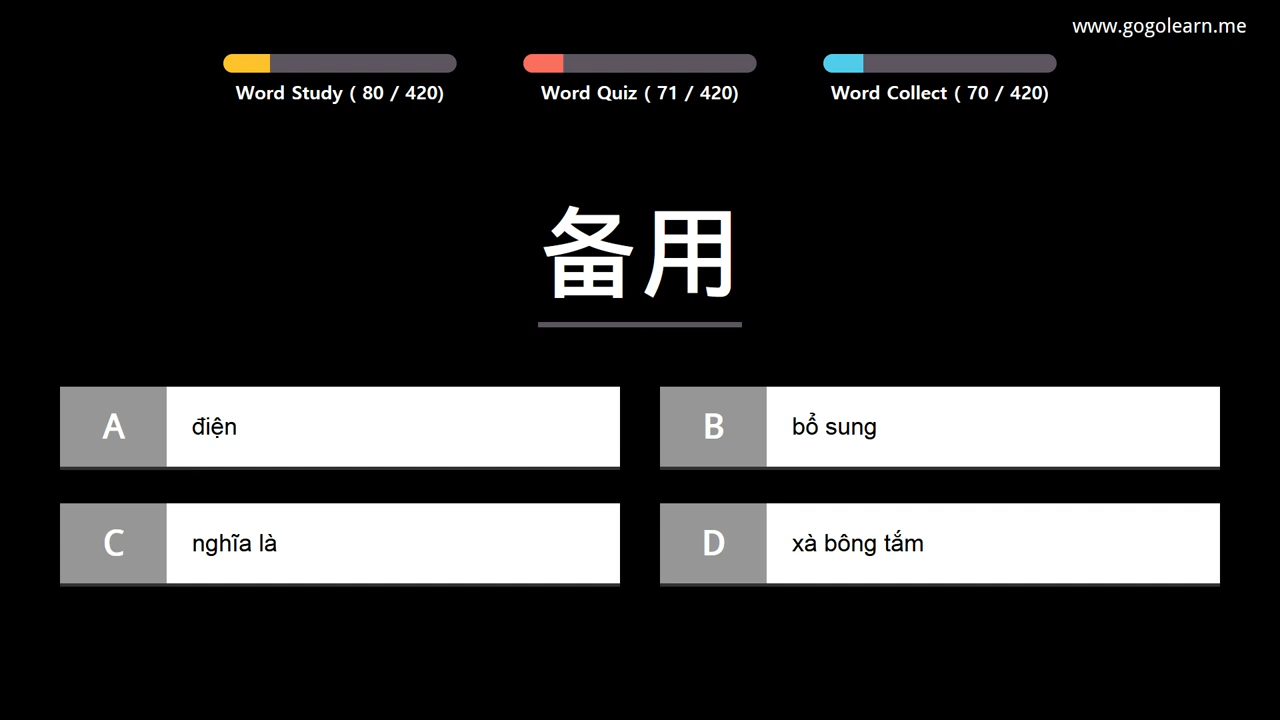 www.gogolearn.me
Word Study ( 80 / 420)
Word Quiz ( 71 / 420)
Word Collect ( 70 / 420)
备用
A điện
B bổ sung
C nghĩa là
D xà bông tắm